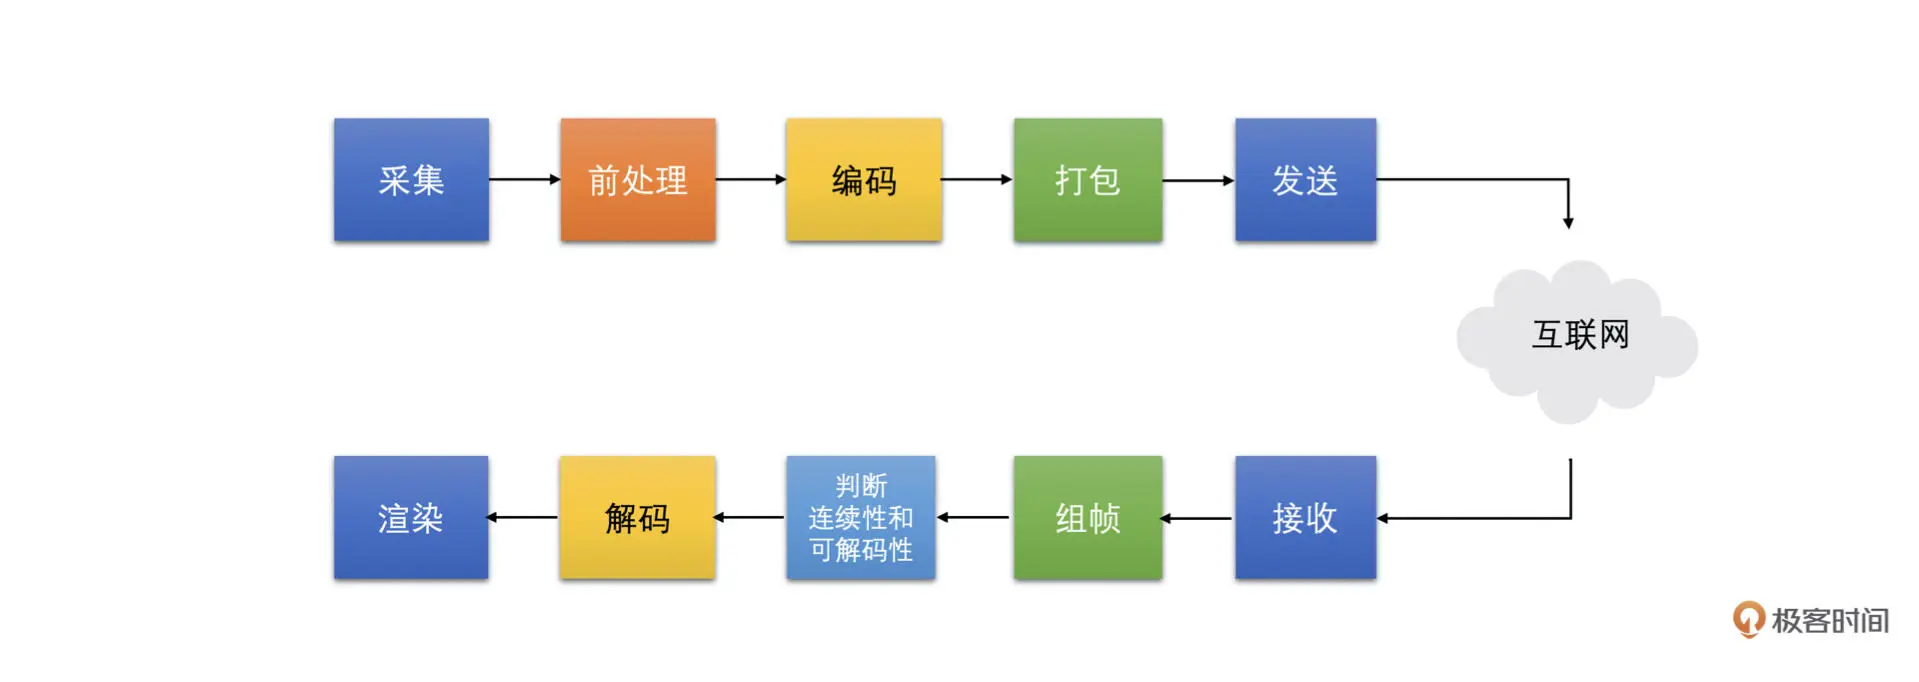 采集
前处理
编码
打包
发送
互联网
渲染
解码
判断
连续性和
可解码性
组帧
接收
极客时间